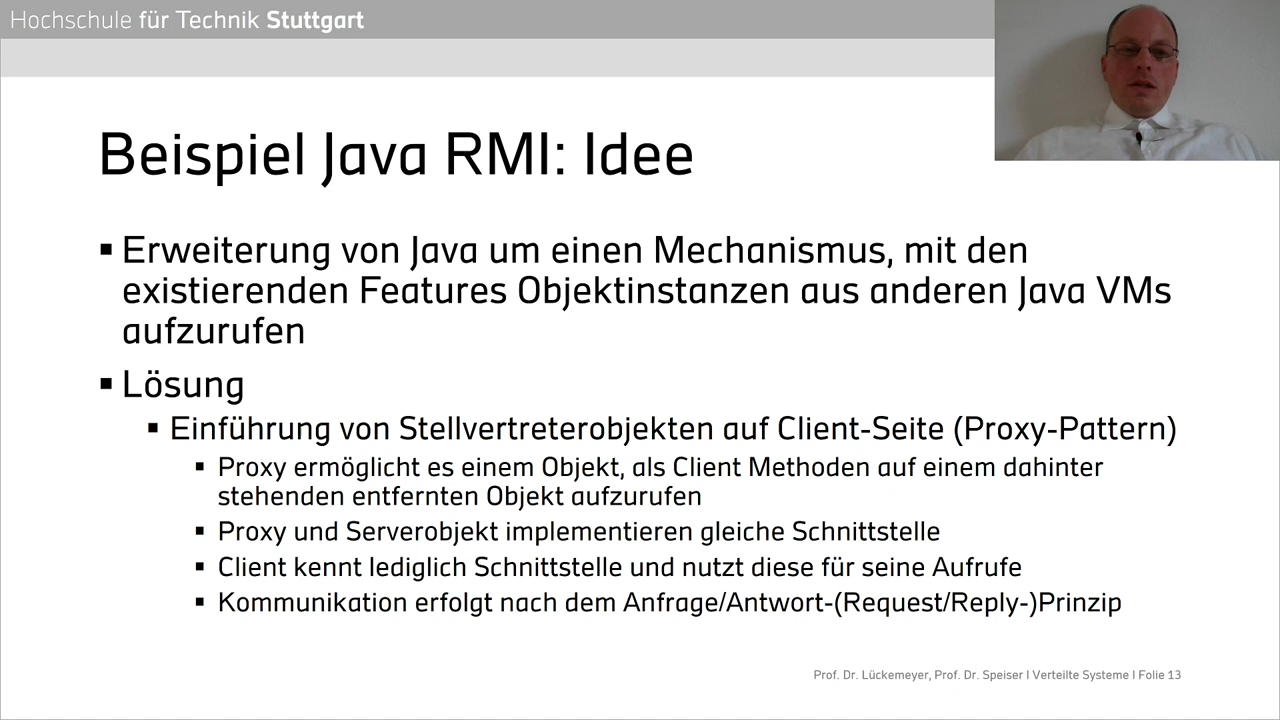 Hochschule für Technik Stuttgart
Beispiel Java RMI: Idee
▪ Erweiterung von Java um einen Mechanismus, mit den
existierenden Features Objektinstanzen aus anderen Java VMs
aufzurufen
▪ Lösung
▪ Einführung von Stellvertreterobjekten auf Client-Seite (Proxy-Pattern)
▪ Proxy ermöglicht es einem Objekt, als Client Methoden auf einem dahinter
stehenden entfernten Objekt aufzurufen
▪ Proxy und Serverobjekt implementieren gleiche Schnittstelle
▪ Client kennt lediglich Schnittstelle und nutzt diese für seine Aufrufe
▪ Kommunikation erfolgt nach dem Anfrage/Antwort-(Request/Reply-)Prinzip
Prof. Dr. Lückemeyer, Prof. Dr. Speiser I Verteilte Systeme I Folie 13